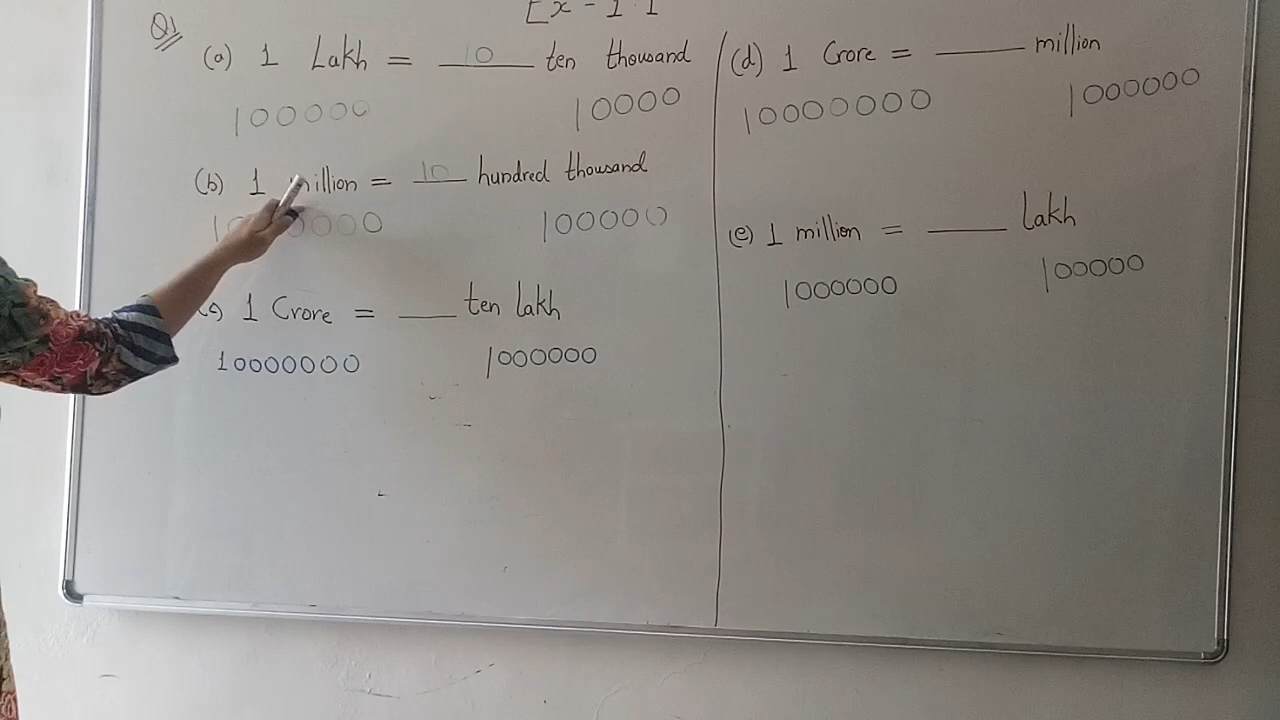 Ex - 1.1
Q1
(a) 1 Lakh = 10 ten thousand
100000 10000
(b) 1 million = 10 hundred thousand
100000
(c) 1 Crore = ___ ten lakh
10000000 1000000
(d) 1 Crore = ___ million
10000000 1000000
(e) 1 million = ___ lakh
1000000 100000